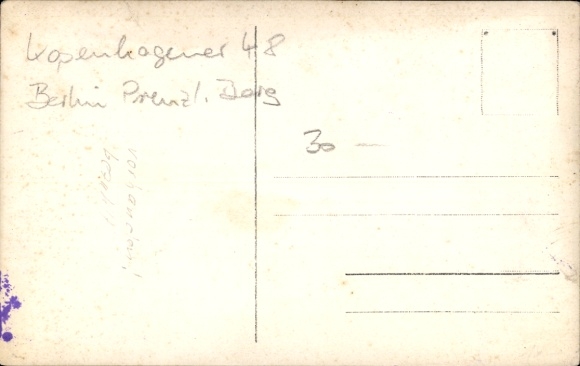 Kopenhagener 48
Berlin Prenzl. Berg
30 —